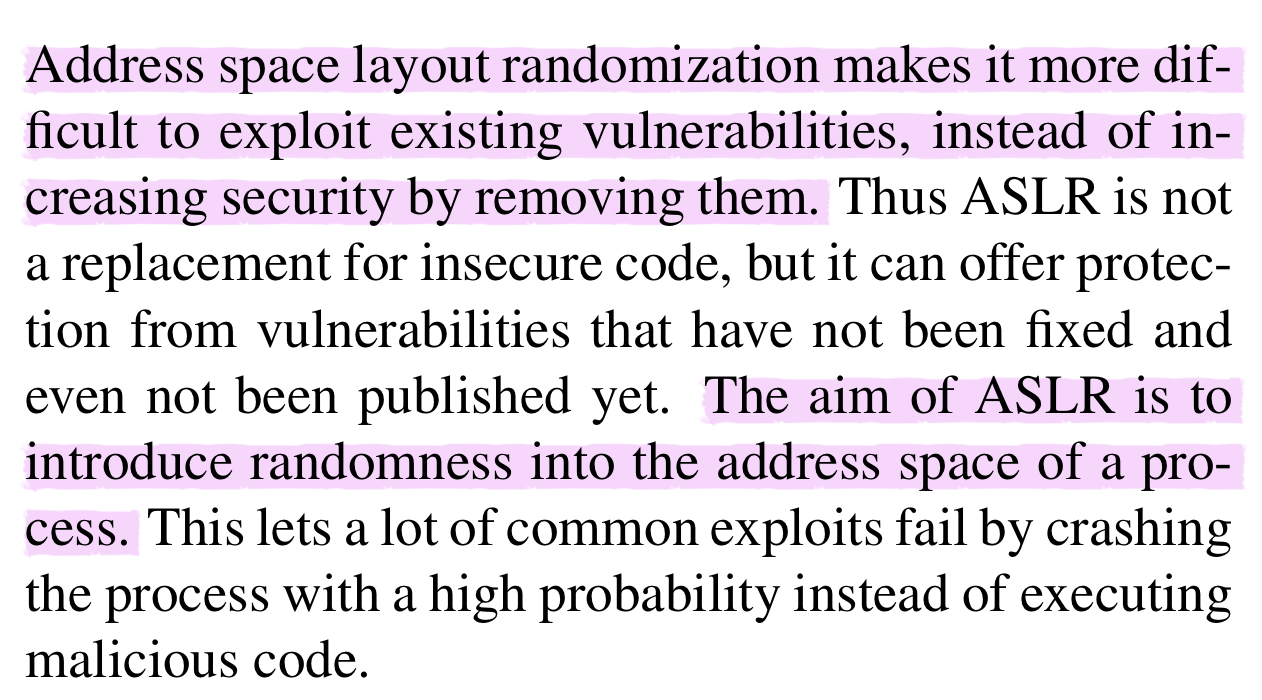 Address space layout randomization makes it more dif-
ficult to exploit existing vulnerabilities, instead of in-
creasing security by removing them. Thus ASLR is not
a replacement for insecure code, but it can offer protec-
tion from vulnerabilities that have not been fixed and
even not been published yet. The aim of ASLR is to
introduce randomness into the address space of a pro-
cess. This lets a lot of common exploits fail by crashing
the process with a high probability instead of executing
malicious code.